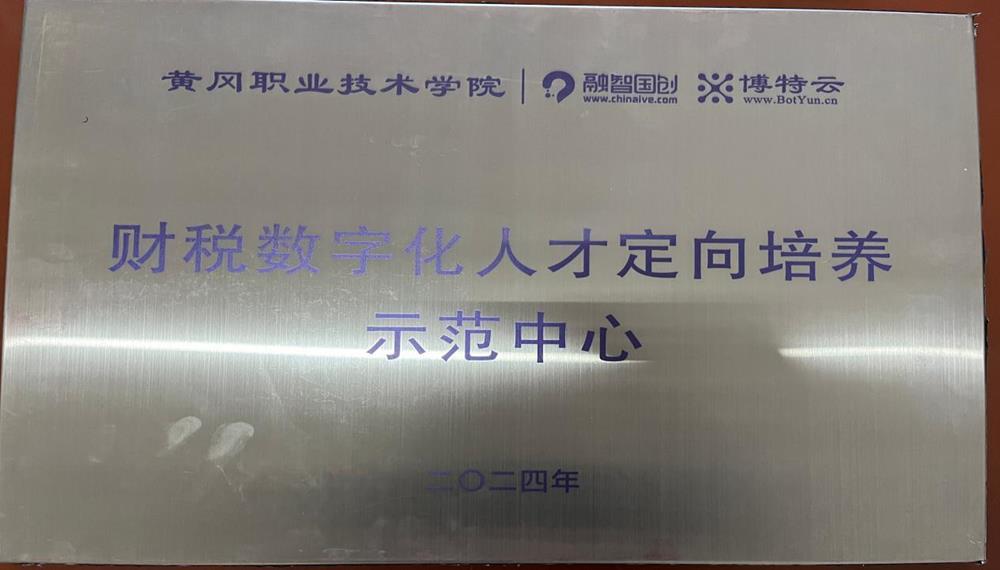 黄冈职业技术学院 | 融智国创 博特云
www.chinaive.com www.BotYun.cn
财税数字化人才定向培养
示范中心
二〇二四年